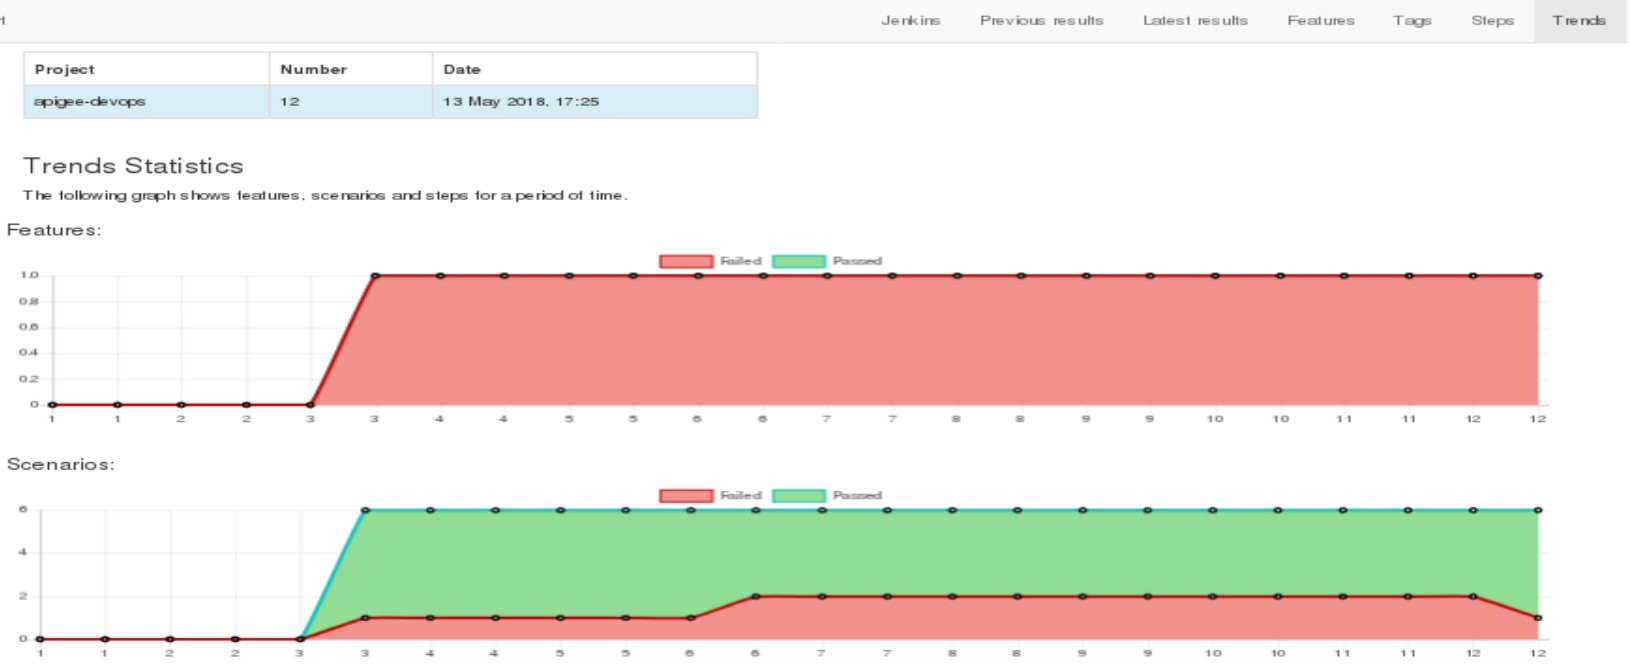 Jenkins Previous results Latest results Features Tags Steps Trends
Project Number Date
apigee-devops 12 13 May 2018, 17:25
Trends Statistics
The following graph shows features, scenarios and steps for a period of time.
Features:
Failed Passed
1.0
0.8
0.6
0.4
0.2
0
1 1 2 2 3 3 4 4 5 5 6 6 7 7 8 8 9 9 10 10 11 11 12 12
Scenarios:
Failed Passed
6
4
2
0
1 1 2 2 3 3 4 4 5 5 6 6 7 7 8 8 9 9 10 10 11 11 12 12